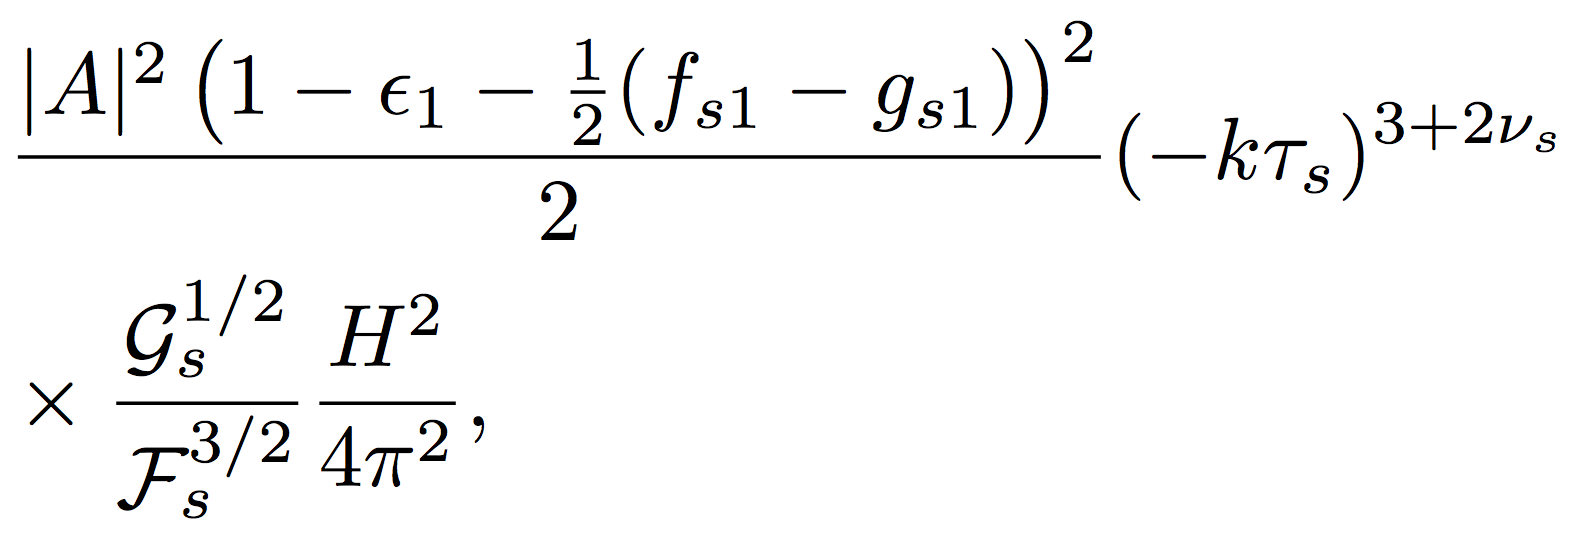 \frac{|A|^2 \left(1 - \epsilon_1 - \frac{1}{2}(f_{s1} - g_{s1})\right)^2}{2} (-k\tau_s)^{3+2\nu_s}
\times \frac{\mathcal{G}_s^{1/2}}{\mathcal{F}_s^{3/2}} \frac{H^2}{4\pi^2},